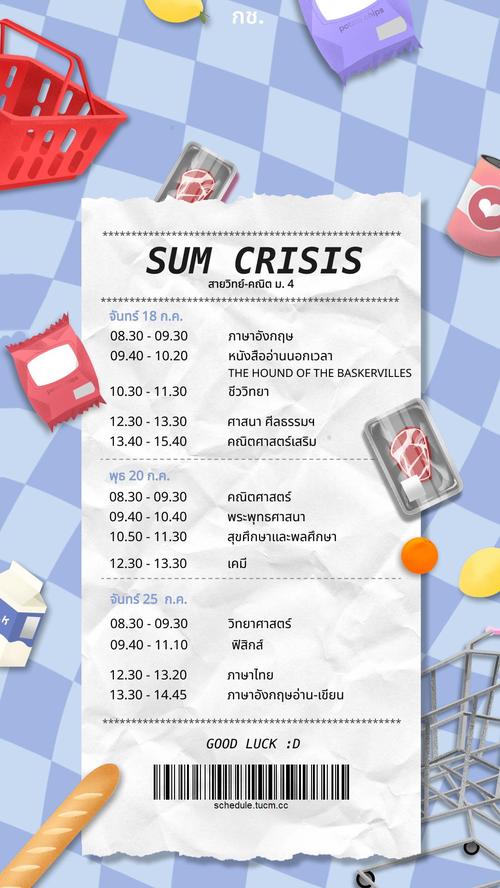 กช.
potato chips
********************************************************
SUM CRISIS
สายวิทย์-คณิต ม. 4
********************************************************
จันทร์ 18 ก.ค.
08.30 - 09.30 ภาษาอังกฤษ
09.40 - 10.20 หนังสืออ่านนอกเวลา
THE HOUND OF THE BASKERVILLES
10.30 - 11.30 ชีววิทยา
12.30 - 13.30 ศาสนา ศีลธรรมฯ
13.40 - 15.40 คณิตศาสตร์เสริม
พุธ 20 ก.ค.
08.30 - 09.30 คณิตศาสตร์
09.40 - 10.40 พระพุทธศาสนา
10.50 - 11.30 สุขศึกษาและพลศึกษา
12.30 - 13.30 เคมี
จันทร์ 25 ก.ค.
08.30 - 09.30 วิทยาศาสตร์
09.40 - 11.10 ฟิสิกส์
12.30 - 13.20 ภาษาไทย
13.30 - 14.45 ภาษาอังกฤษอ่าน-เขียน
********************************************************
GOOD LUCK :D
schedule.tucm.cc